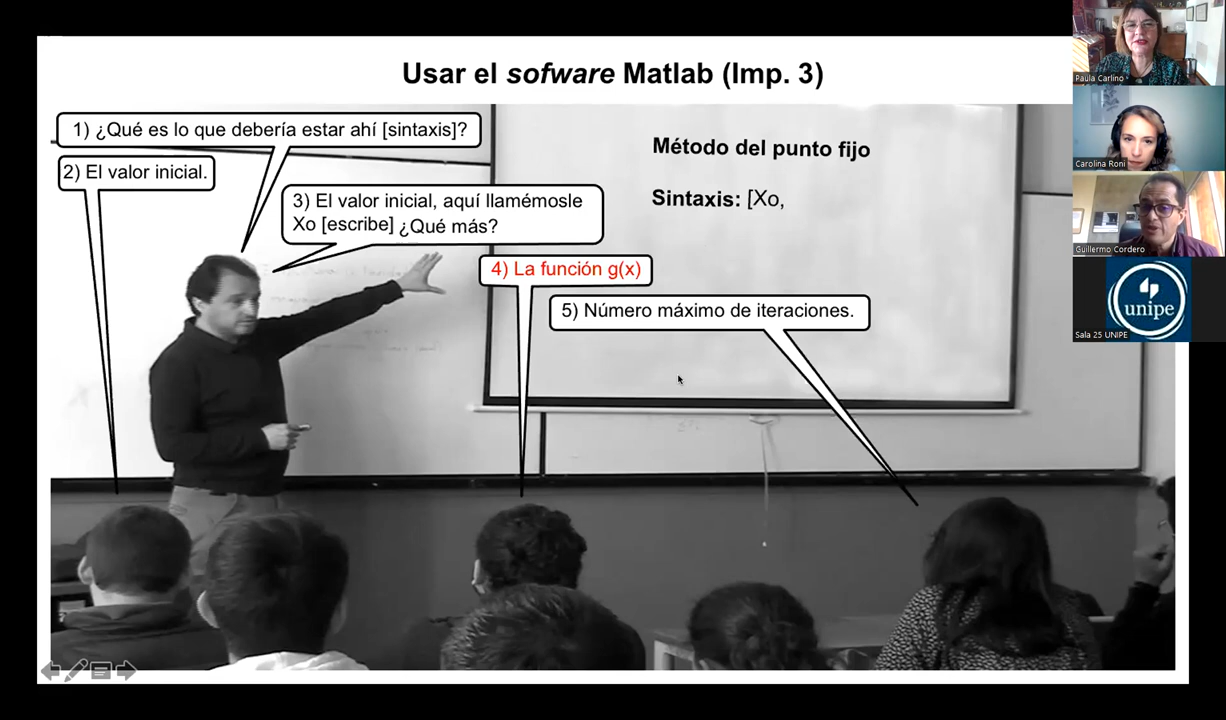 Usar el sofware Matlab (Imp. 3)
1) ¿Qué es lo que debería estar ahí [sintaxis]?
2) El valor inicial.
3) El valor inicial, aquí llamémosle
Xo [escribe] ¿Qué más?
4) La función g(x)
5) Número máximo de iteraciones.
Método del punto fijo
Sintaxis: [Xo,
Paula Carlino
Carolina Roni
Guillermo Cordero
unipe
Sala 25 UNIPE